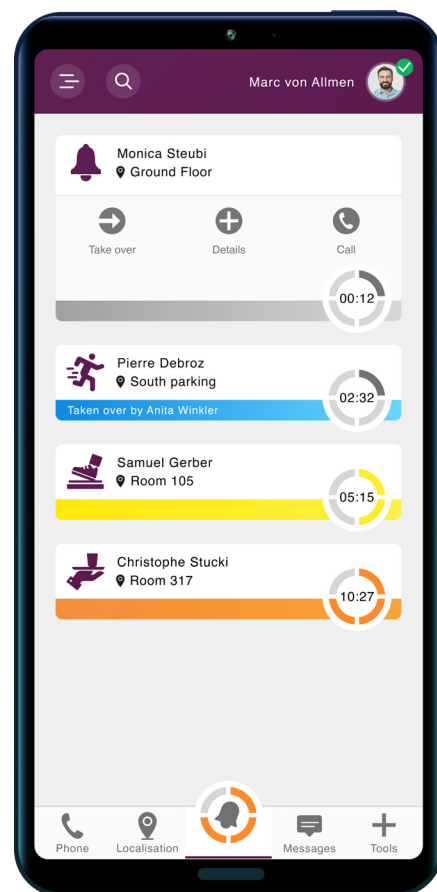 Marc von Allmen
Monica Steubi
Ground Floor
Take over
Details
Call
00:12
Pierre Debroz
South parking
02:32
Taken over by Anita Winkler
Samuel Gerber
Room 105
05:15
Christophe Stucki
Room 317
10:27
Phone
Localisation
Messages
Tools